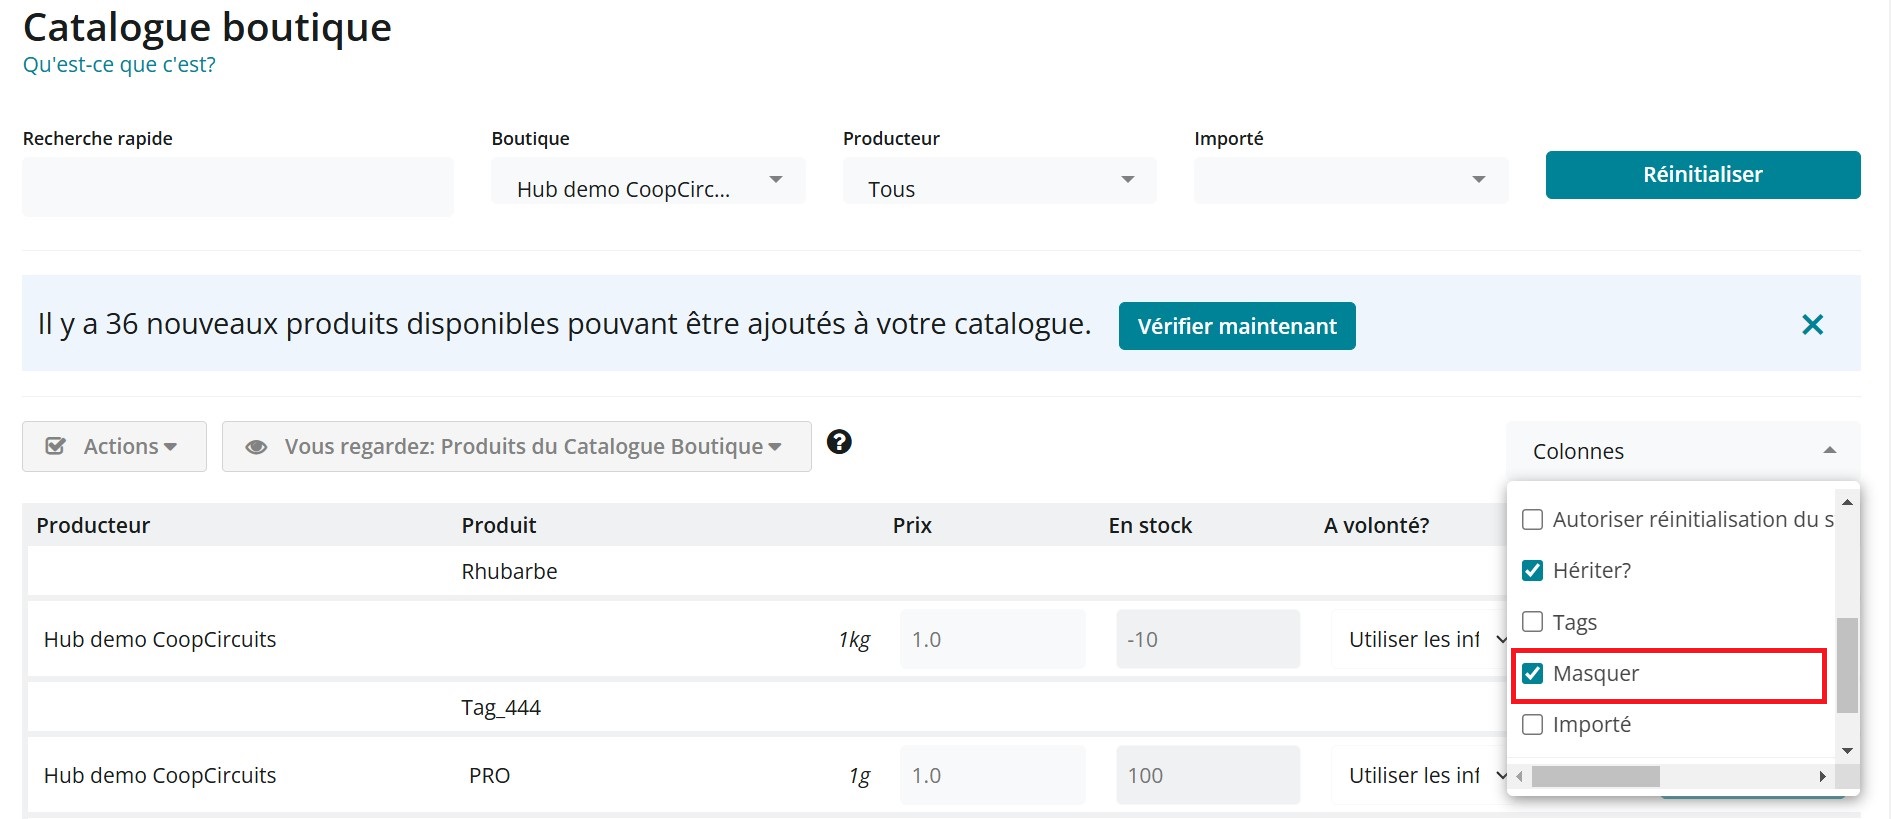 Catalogue boutique
Qu'est-ce que c'est?
Recherche rapide
Boutique
Producteur
Importé
Hub demo CoopCirc...
Tous
Réinitialiser
Il y a 36 nouveaux produits disponibles pouvant être ajoutés à votre catalogue.
Vérifier maintenant
Actions
Vous regardez: Produits du Catalogue Boutique
?
Colonnes
Autoriser réinitialisation du s
Hériter?
Tags
Masquer
Importé
Producteur Produit Prix En stock A volonté?
Rhubarbe
Hub demo CoopCircuits 1kg 1.0 -10 Utiliser les inf
Tag_444
Hub demo CoopCircuits PRO 1g 1.0 100 Utiliser les inf